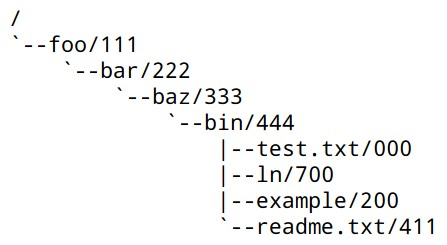 /
`--foo/111
    `--bar/222
        `--baz/333
            `--bin/444
                |--test.txt/000
                |--ln/700
                |--example/200
                `--readme.txt/411